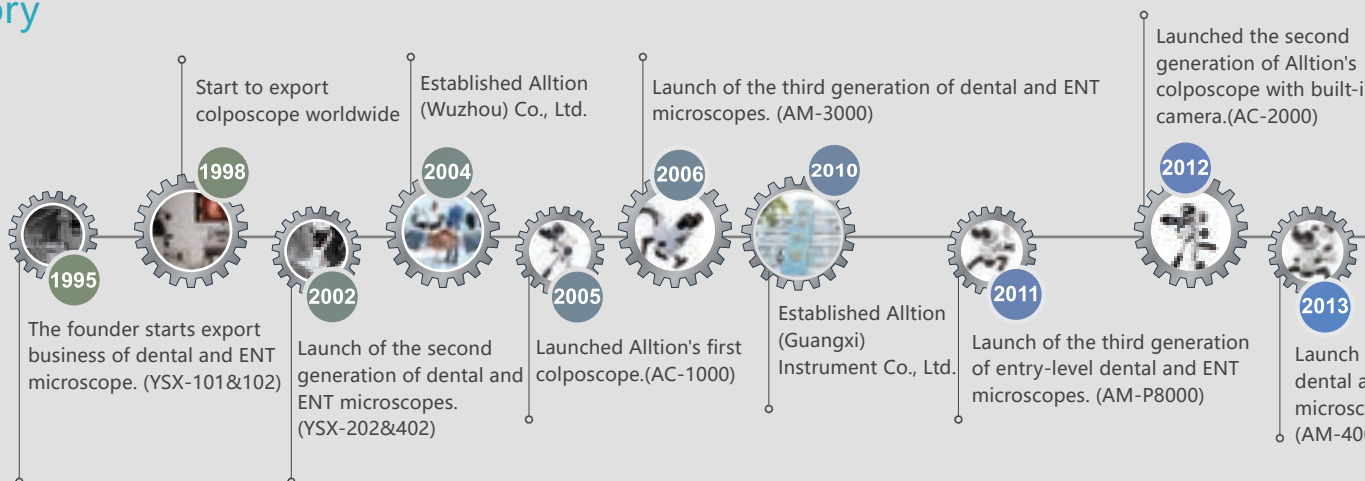 ory
1995
The founder starts export
business of dental and ENT
microscope. (YSX-101&102)
1998
Start to export
colposcope worldwide
2002
Launch of the second
generation of dental and
ENT microscopes.
(YSX-202&402)
2004
Established Alltion
(Wuzhou) Co., Ltd.
2005
Launched Alltion's first
colposcope.(AC-1000)
2006
Launch of the third generation of dental and ENT
microscopes. (AM-3000)
2010
Established Alltion
(Guangxi)
Instrument Co., Ltd.
2011
Launch of the third generation
of entry-level dental and ENT
microscopes. (AM-P8000)
2012
Launched the second
generation of Alltion's
colposcope with built-i
camera.(AC-2000)
2013
Launch
dental a
microsc
(AM-40